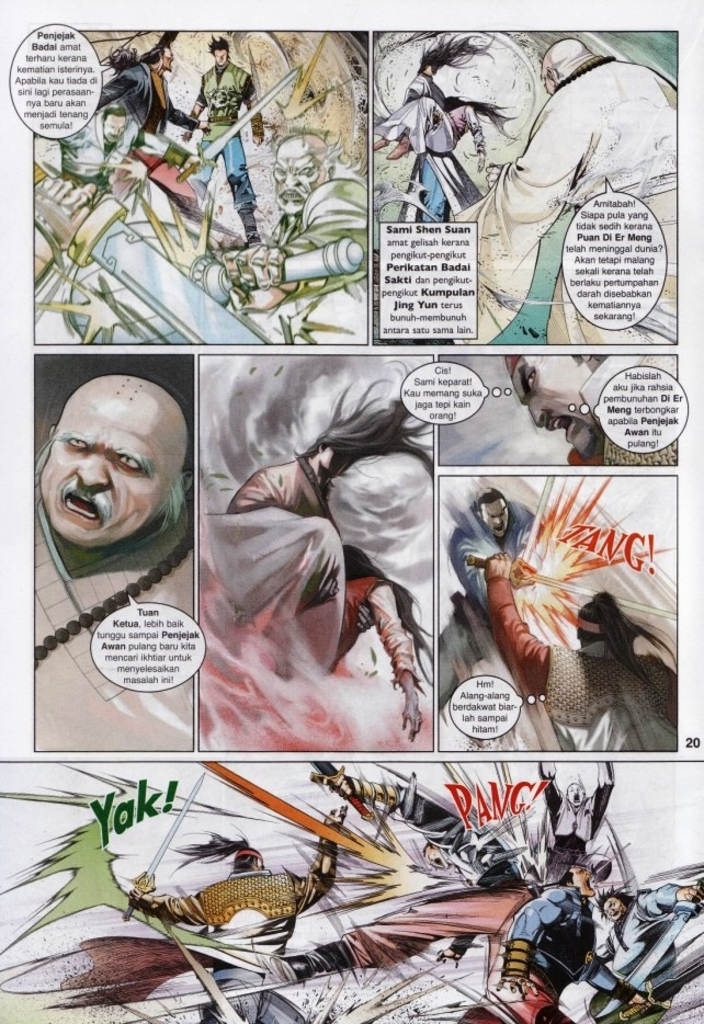 Penjejak
Badai amat
terharu kerana
kematian isterinya.
Apabila kau tiada di
sini lagi perasaan-
nya baru akan
menjadi tenang
semula!
Sami Shen Suan
amat gelisah kerana
pengikut-pengikut
Perikatan Badai
Sakti dan pengikut-
pengikut Kumpulan
Jing Yun terus
bunuh-membunuh
antara satu sama lain.
Amitabah!
Siapa pula yang
tidak sedih kerana
Puan Di Er Meng
telah meninggal dunia?
Akan tetapi malang
sekali kerana telah
berlaku pertumpahan
darah disebabkan
kematiannya
sekarang!
Tuan
Ketua, lebih baik
tunggu sampai Penjejak
Awan pulang baru kita
mencari ikhtiar untuk
menyelesaikan
masalah ini!
Cis!
Sami keparat!
Kau memang suka
jaga tepi kain
orang!
Habislah
aku jika rahsia
pembunuhan Di Er
Meng terbongkar
apabila Penjejak
Awan itu
pulang!
TANG!
Hm!
Alang-alang
berdakwat biar-
lah sampai
hitam!
20
Yak!
PANG!